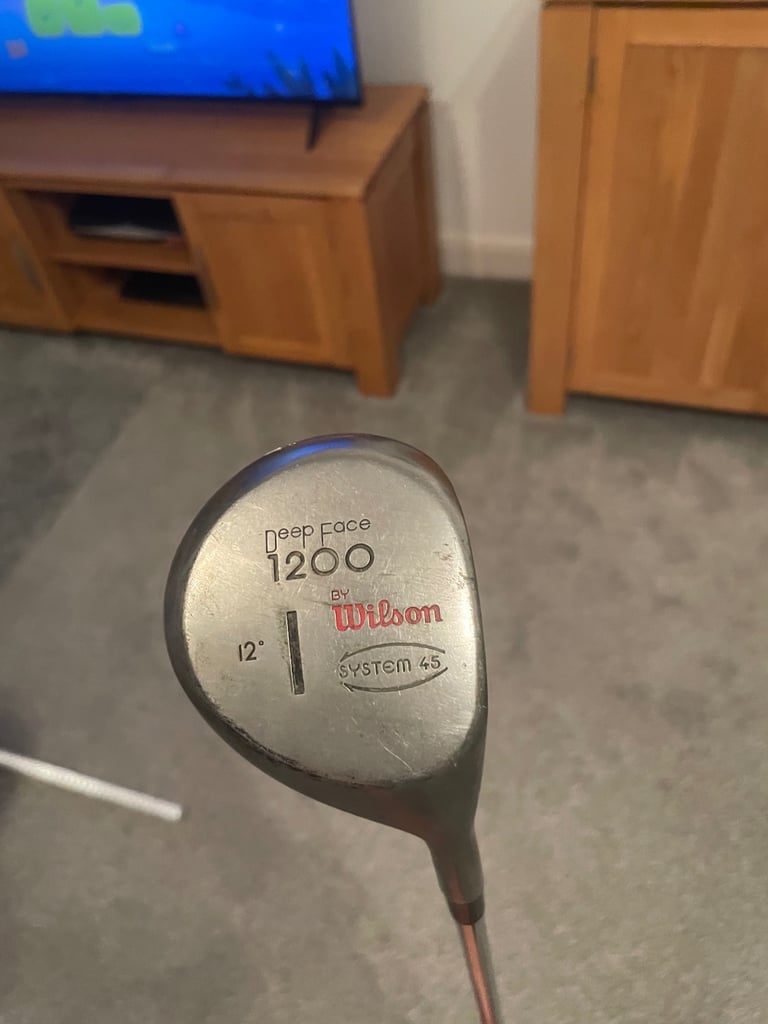 Deep Face
1200
BY
Wilson
12°
SYSTEM 45